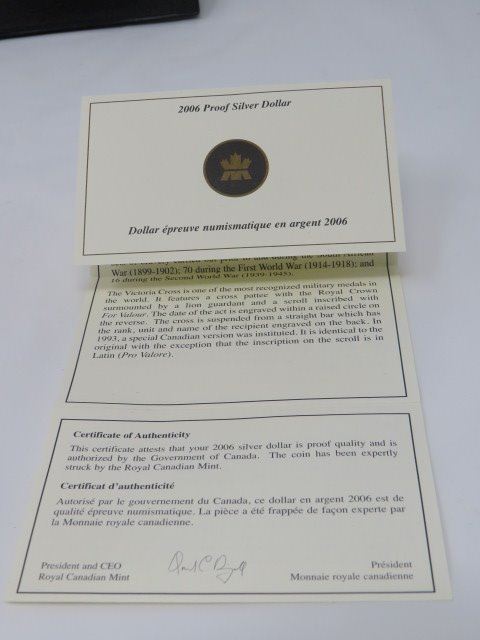 2006 Proof Silver Dollar
Dollar épreuve numismatique en argent 2006
War (1899-1902); 70 during the First World War (1914-1918); and
16 during the Second World War (1939-1945).
The Victoria Cross is one of the most recognized military medals in
the world. It features a cross pattee with the Royal Crown
surmounted by a lion guardant and a scroll inscribed with
For Valour. The date of the act is engraved within a raised circle on
the reverse. The cross is suspended from a straight bar which has
the rank, unit and name of the recipient engraved on the back. In
1993, a special Canadian version was instituted. It is identical to the
original with the exception that the inscription on the scroll is in
Latin (Pro Valore).
Certificate of Authenticity
This certificate attests that your 2006 silver dollar is proof quality and is
authorized by the Government of Canada. The coin has been expertly
struck by the Royal Canadian Mint.
Certificat d'authenticité
Autorisé par le gouvernement du Canada, ce dollar en argent 2006 est de
qualité épreuve numismatique. La pièce a été frappée de façon experte par
la Monnaie royale canadienne.
President and CEO
Royal Canadian Mint
Président
Monnaie royale canadienne